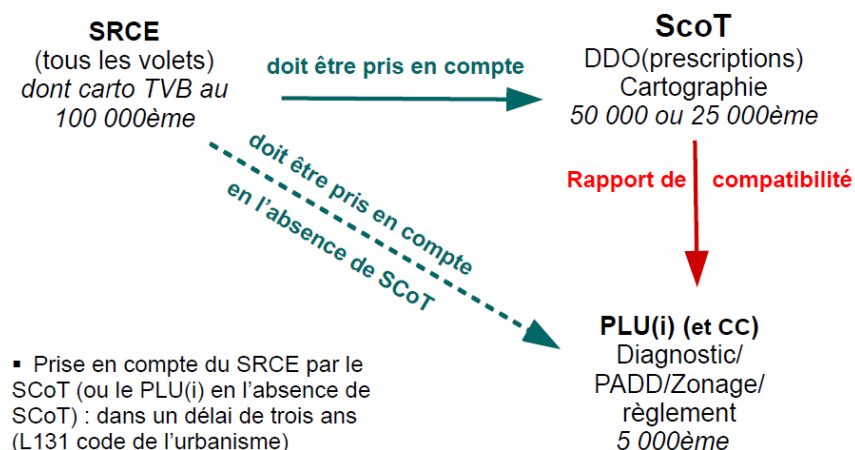 SRCE
(tous les volets)
dont carto TVB au
100 000ème
doit être pris en compte
ScoT
DDO(prescriptions)
Cartographie
50 000 ou 25 000ème
doit être pris en compte
en l'absence de SCoT
Rapport de compatibilité
PLU(i) (et CC)
Diagnostic/
PADD/Zonage/
règlement
5 000ème
▪ Prise en compte du SRCE par le
SCoT (ou le PLU(i) en l'absence de
SCoT) : dans un délai de trois ans
(L131 code de l'urbanisme)